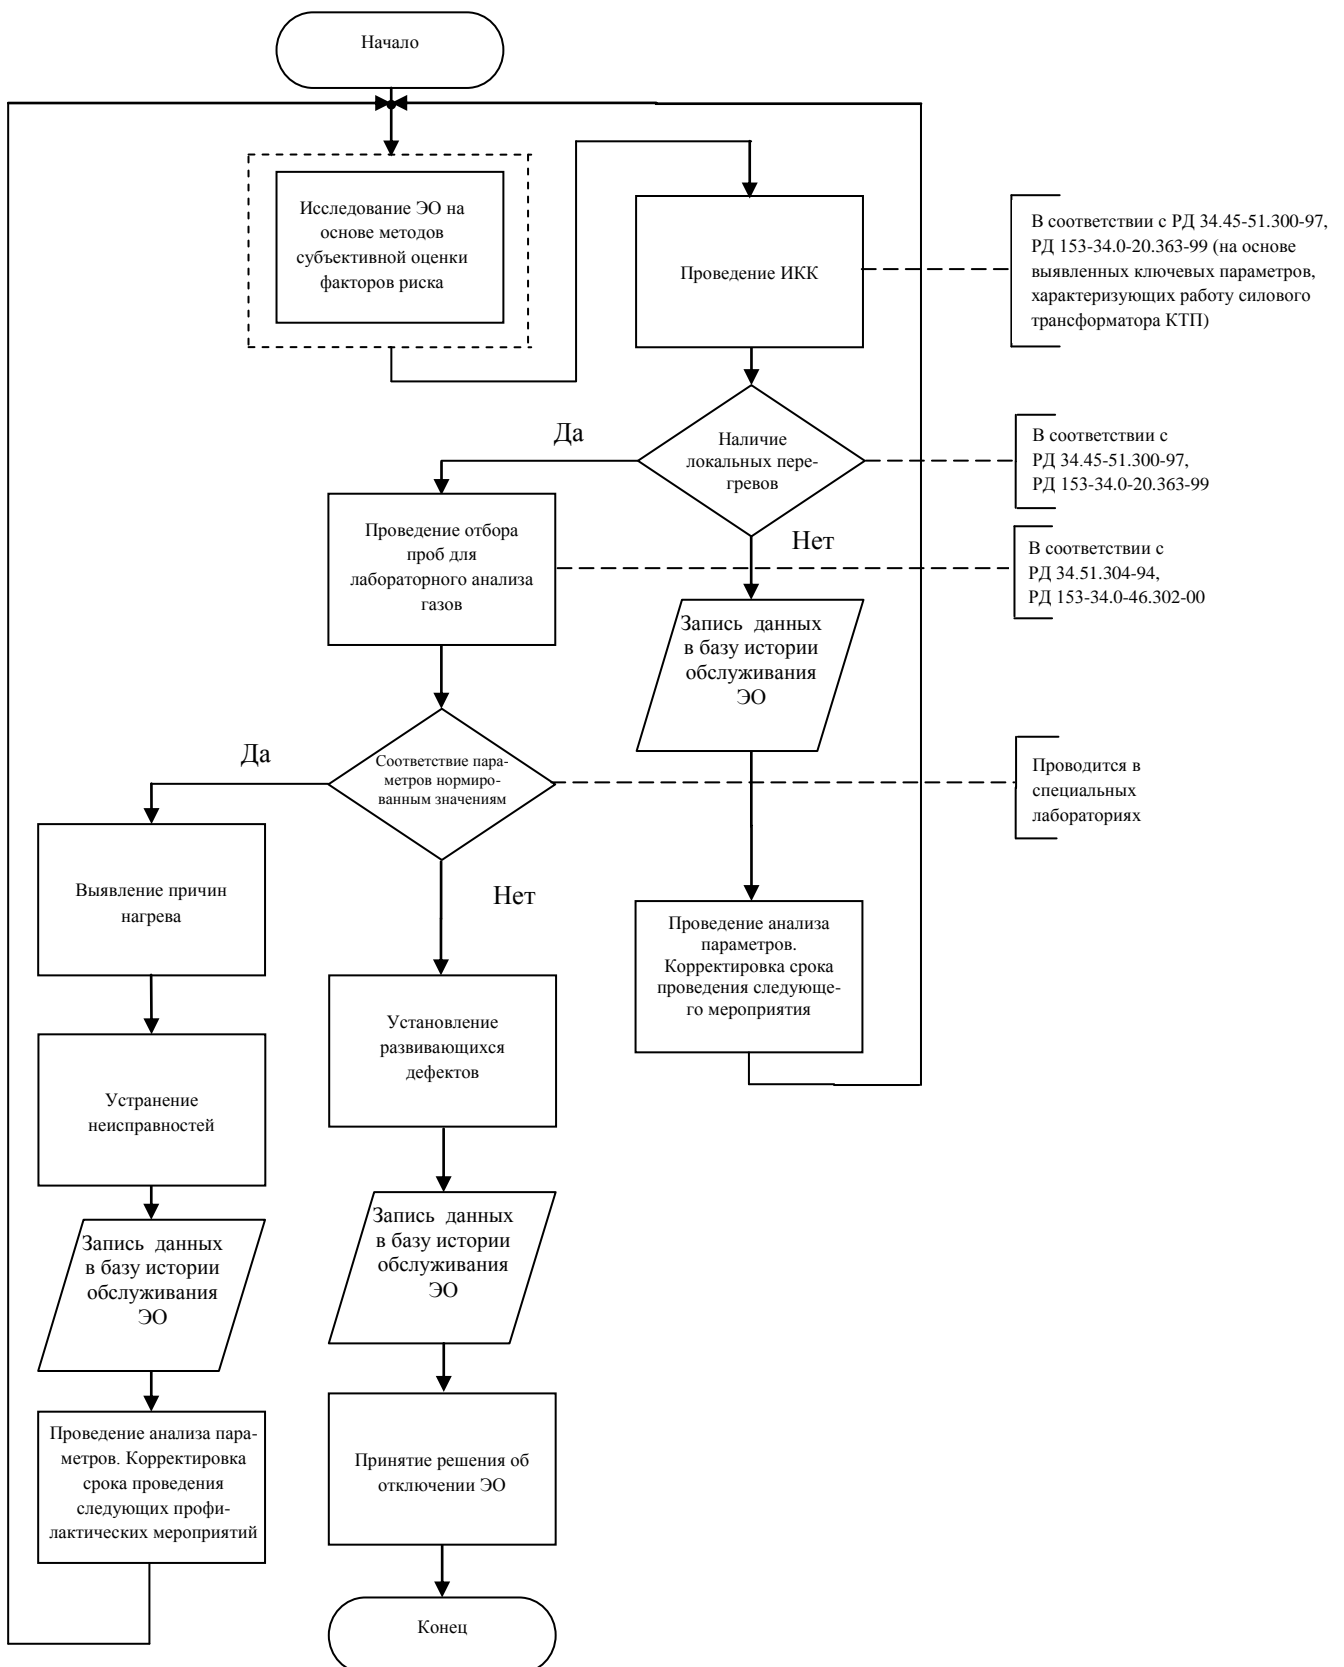 Начало
Исследование ЭО на
основе методов
субъективной оценки
факторов риска
Проведение ИКК
В соответствии с РД 34.45-51.300-97,
РД 153-34.0-20.363-99 (на основе
выявленных ключевых параметров,
характеризующих работу силового
трансформатора КТП)
Да
Наличие
локальных пере-
гревов
В соответствии с
РД 34.45-51.300-97,
РД 153-34.0-20.363-99
Нет
Проведение отбора
проб для
лабораторного анализа
газов
В соответствии с
РД 34.51.304-94,
РД 153-34.0-46.302-00
Запись данных
в базу истории
обслуживания
ЭО
Да
Соответствие пара-
метров нормиро-
ванным значениям
Проводится в
специальных
лабораториях
Нет
Выявление причин
нагрева
Проведение анализа
параметров.
Корректировка срока
проведения следующе-
го мероприятия
Установление
развивающихся
дефектов
Устранение
неисправностей
Запись данных
в базу истории
обслуживания
ЭО
Запись данных
в базу истории
обслуживания
ЭО
Проведение анализа пара-
метров. Корректировка
срока проведения
следующих профи-
лактических мероприятий
Принятие решения об
отключении ЭО
Конец